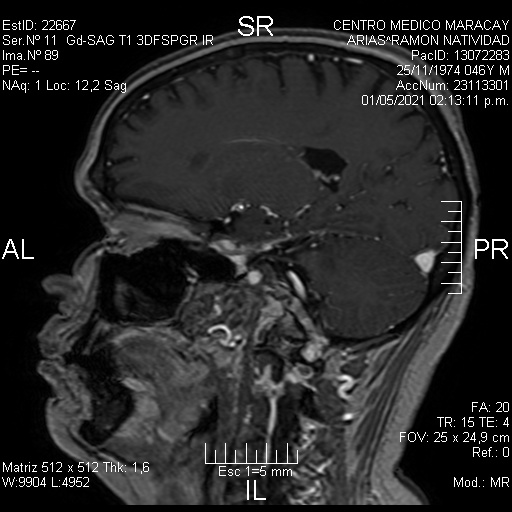 EstID: 22667
Ser.Nº 11 Gd-SAG T1 3DFSPGR IR
Ima.Nº 89
PE= --
NAq: 1 Loc: 12,2 Sag
SR
CENTRO MEDICO MARACAY
ARIAS^RAMON NATIVIDAD
PacID: 13072283
25/11/1974 046Y M
AccNum: 23113301
01/05/2021 02:13:11 p.m.
AL
PR
FA: 20
TR: 15 TE: 4
FOV: 25 x 24,9 cm
Ref.: 0
Mod.: MR
Matriz 512 x 512 Thk: 1,6
W:9904 L:4952
Esc 1=5 mm
IL